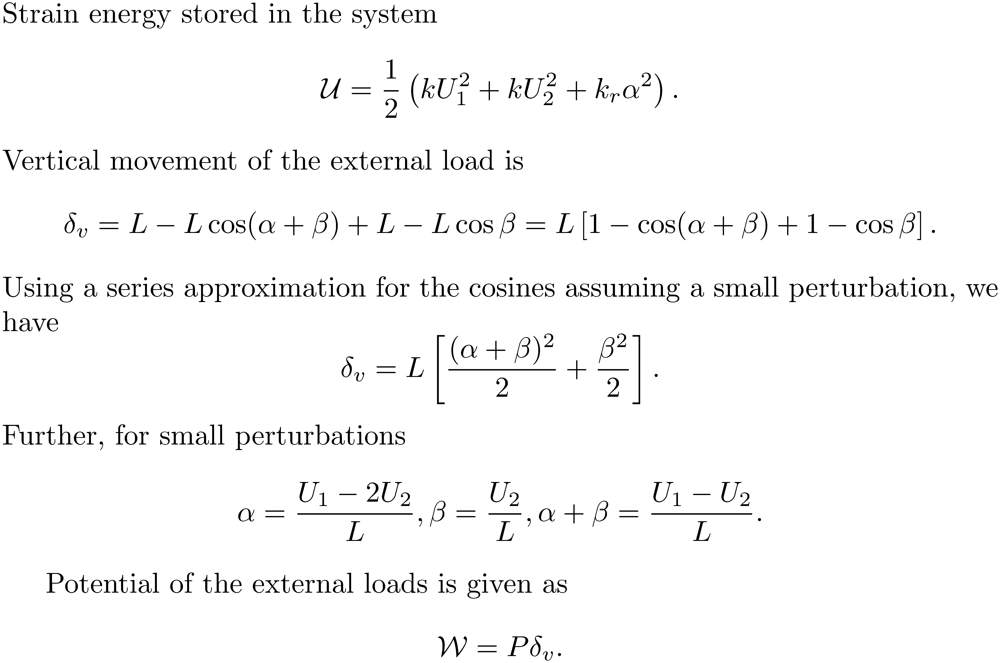 Strain energy stored in the system
$$\mathcal{U} = \frac{1}{2}\left(kU_1^2 + kU_2^2 + k_r\alpha^2\right).$$
Vertical movement of the external load is
$$\delta_v = L - L\cos(\alpha + \beta) + L - L\cos\beta = L\left[1 - \cos(\alpha + \beta) + 1 - \cos\beta\right].$$
Using a series approximation for the cosines assuming a small perturbation, we
have
$$\delta_v = L\left[\frac{(\alpha + \beta)^2}{2} + \frac{\beta^2}{2}\right].$$
Further, for small perturbations
$$\alpha = \frac{U_1 - 2U_2}{L}, \beta = \frac{U_2}{L}, \alpha + \beta = \frac{U_1 - U_2}{L}.$$
Potential of the external loads is given as
$$\mathcal{W} = P\delta_v.$$